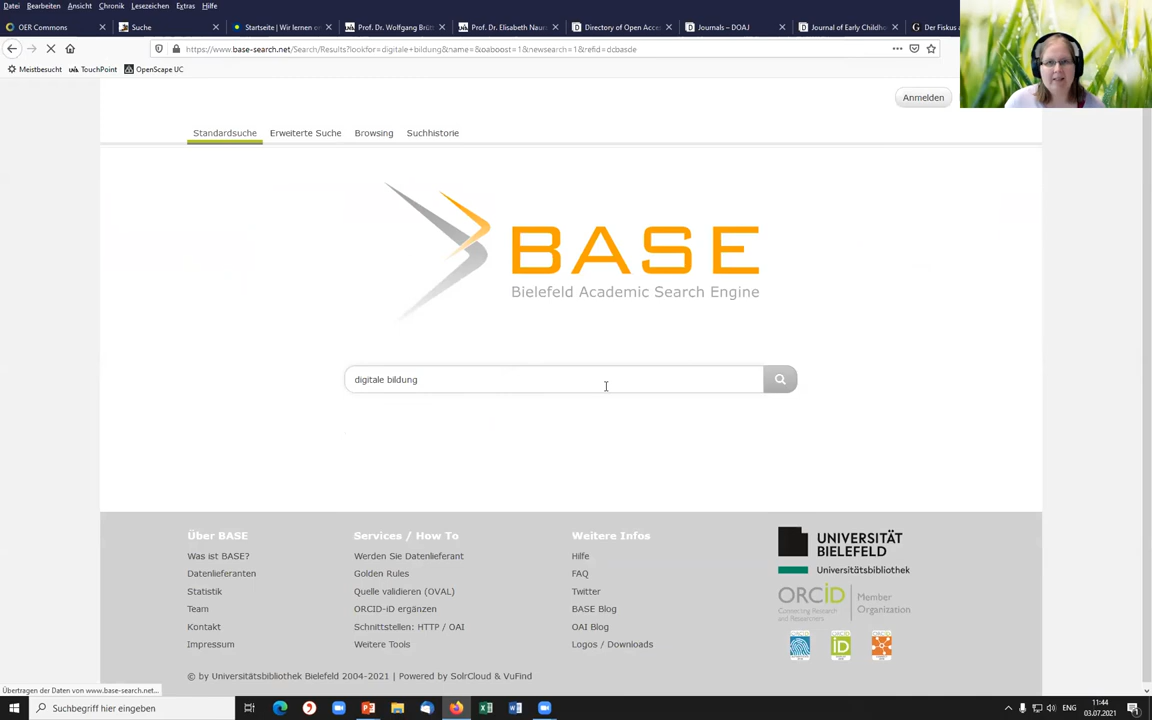 Datei Bearbeiten Ansicht Chronik Lesezeichen Extras Hilfe
OER Commons
Suche
Startseite | Wir lernen on
Prof. Dr. Wolfgang Brüt
Prof. Dr. Elisabeth Naum
Directory of Open Acce
Journals – DOAJ
Journal of Early Childho
Der Fiskus a
https://www.base-search.net/Search/Results?lookfor=digitale+bildung&name=&oaboost=1&newsearch=1&refid=dcbasde
Meistbesucht TouchPoint OpenScape UC
Anmelden
Standardsuche Erweiterte Suche Browsing Suchhistorie
BASE
Bielefeld Academic Search Engine
digitale bildung
Über BASE
Was ist BASE?
Datenlieferanten
Statistik
Team
Kontakt
Impressum
Services / How To
Werden Sie Datenlieferant
Golden Rules
Quelle validieren (OVAL)
ORCID-iD ergänzen
Schnittstellen: HTTP / OAI
Weitere Tools
Weitere Infos
Hilfe
FAQ
Twitter
BASE Blog
OAI Blog
Logos / Downloads
UNIVERSITÄT
BIELEFELD
Universitätsbibliothek
ORCID
Connecting Research
and Researchers
Member
Organization
iD
© by Universitätsbibliothek Bielefeld 2004-2021 | Powered by SolrCloud & VuFind
Übertragen der Daten von www.base-search.net...
Suchbegriff hier eingeben
ENG
11:44
03.07.2021